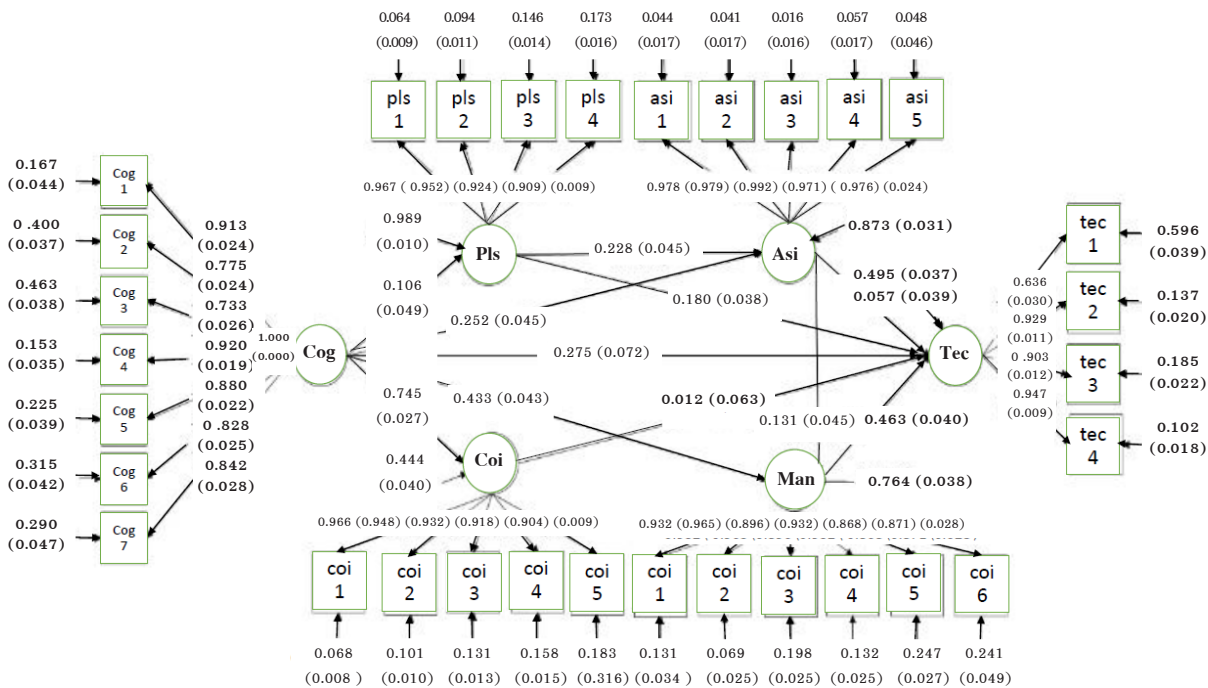 0.064 0.094 0.146 0.173 0.044 0.041 0.016 0.057 0.048
(0.009) (0.011) (0.014) (0.016) (0.017) (0.017) (0.016) (0.017) (0.046)
pls pls pls pls asi asi asi asi asi
1 2 3 4 1 2 3 4 5
0.967 ( 0.952) (0.924) (0.909) (0.009)
0.978 (0.979) (0.992) (0.971) ( 0.976) (0.024)
0.167
(0.044)
Cog
1
0 .400
(0.037)
Cog
2
0.463
(0.038)
Cog
3
0.153
(0.035)
Cog
4
0.225
(0.039)
Cog
5
0.315
(0.042)
Cog
6
0.290
(0.047)
Cog
7
0.913
(0.024)
0.775
(0.024)
0.733
(0.026)
0.920
(0.019)
0.880
(0.022)
0 .828
(0.025)
0.842
(0.028)
1.000
(0.000)
Cog
0.989
(0.010)
Pls
0.106
(0.049)
0.228 (0.045)
Asi
0.873 (0.031)
0.180 (0.038)
0.495 (0.037)
0.057 (0.039)
0.252 (0.045)
0.275 (0.072)
Tec
0.745
(0.027)
0.433 (0.043)
0.012 (0.063)
0.131 (0.045)
0.463 (0.040)
Coi
0.444
(0.040)
Man
0.764 (0.038)
0.636
(0.030)
0.929
(0.011)
0 .903
(0.012)
0.947
(0.009)
tec
1
0.596
(0.039)
tec
2
0.137
(0.020)
tec
3
0.185
(0.022)
tec
4
0.102
(0.018)
0.966 (0.948) (0.932) (0.918) (0.904) (0.009)
0.932 (0.965) (0.896) (0.932) (0.868) (0.871) (0.028)
coi coi coi coi coi coi coi coi coi coi coi
1 2 3 4 5 1 2 3 4 5 6
0.068 0.101 0.131 0.158 0.183 0.131 0.069 0.198 0.132 0.247 0.241
(0.008 ) (0.010) (0.013) (0.015) (0.316) (0.034 ) (0.025) (0.025) (0.025) (0.027) (0.049)